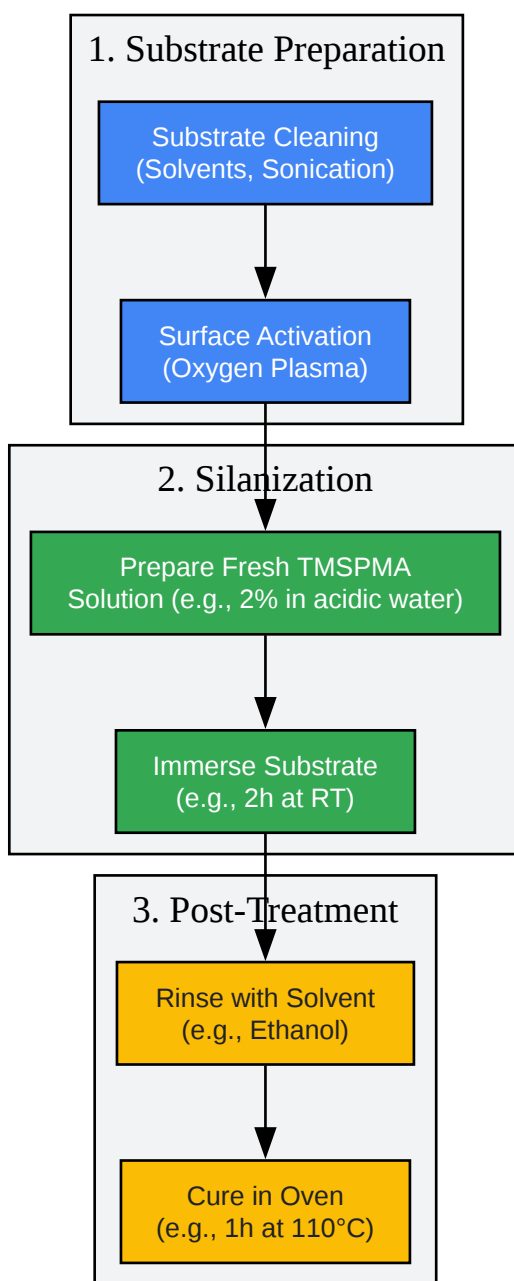 1. Substrate Preparation
Substrate Cleaning
(Solvents, Sonication)
Surface Activation
(Oxygen Plasma)
2. Silanization
Prepare Fresh TMSPMA
Solution (e.g., 2% in acidic water)
Immerse Substrate
(e.g., 2h at RT)
3. Post-Treatment
Rinse with Solvent
(e.g., Ethanol)
Cure in Oven
(e.g., 1h at 110°C)